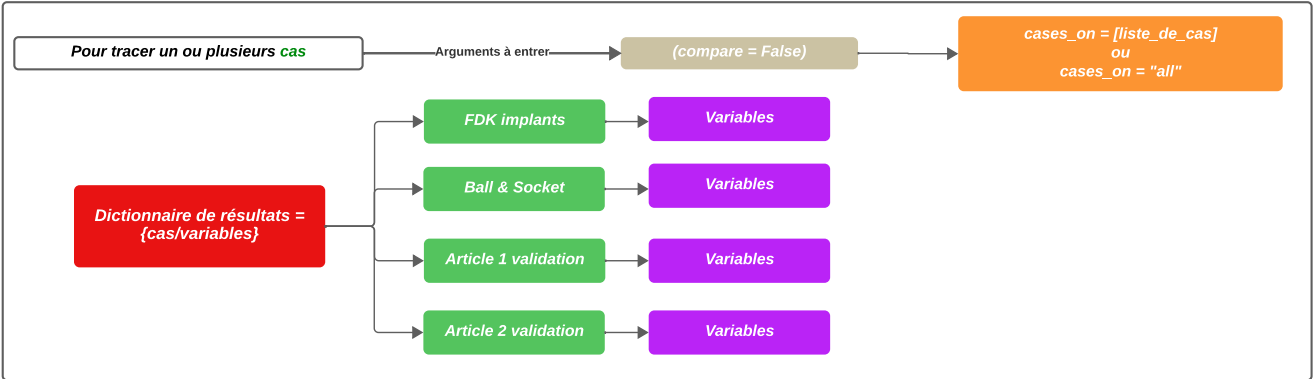 Pour tracer un ou plusieurs cas
Arguments à entrer
(compare = False)
cases_on = [liste_de_cas]
ou
cases_on = "all"
FDK implants
Variables
Ball & Socket
Variables
Dictionnaire de résultats =
{cas/variables}
Article 1 validation
Variables
Article 2 validation
Variables